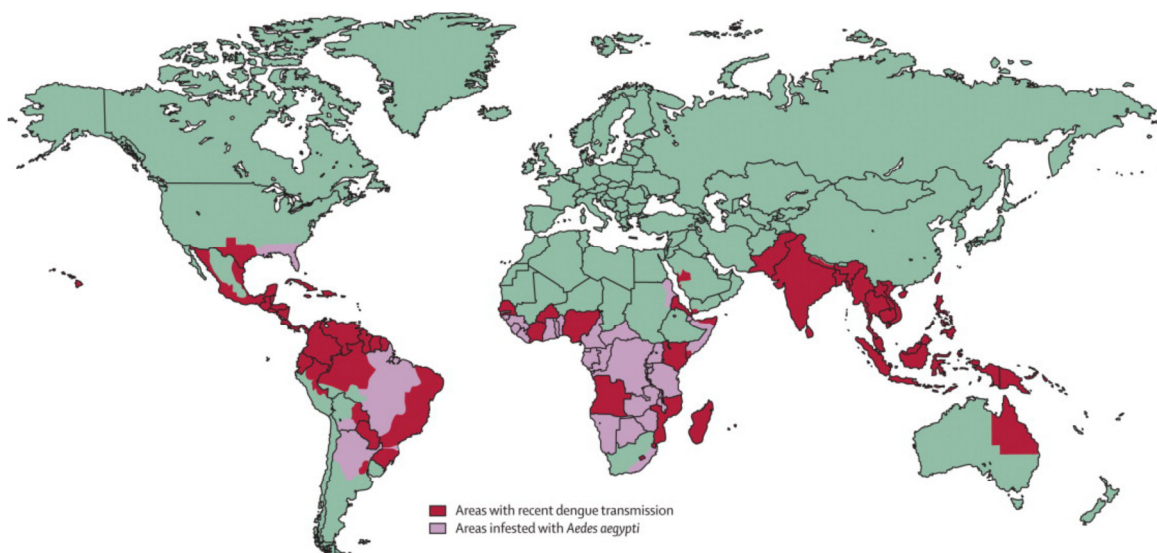 Areas with recent dengue transmission
Areas infested with Aedes aegypti